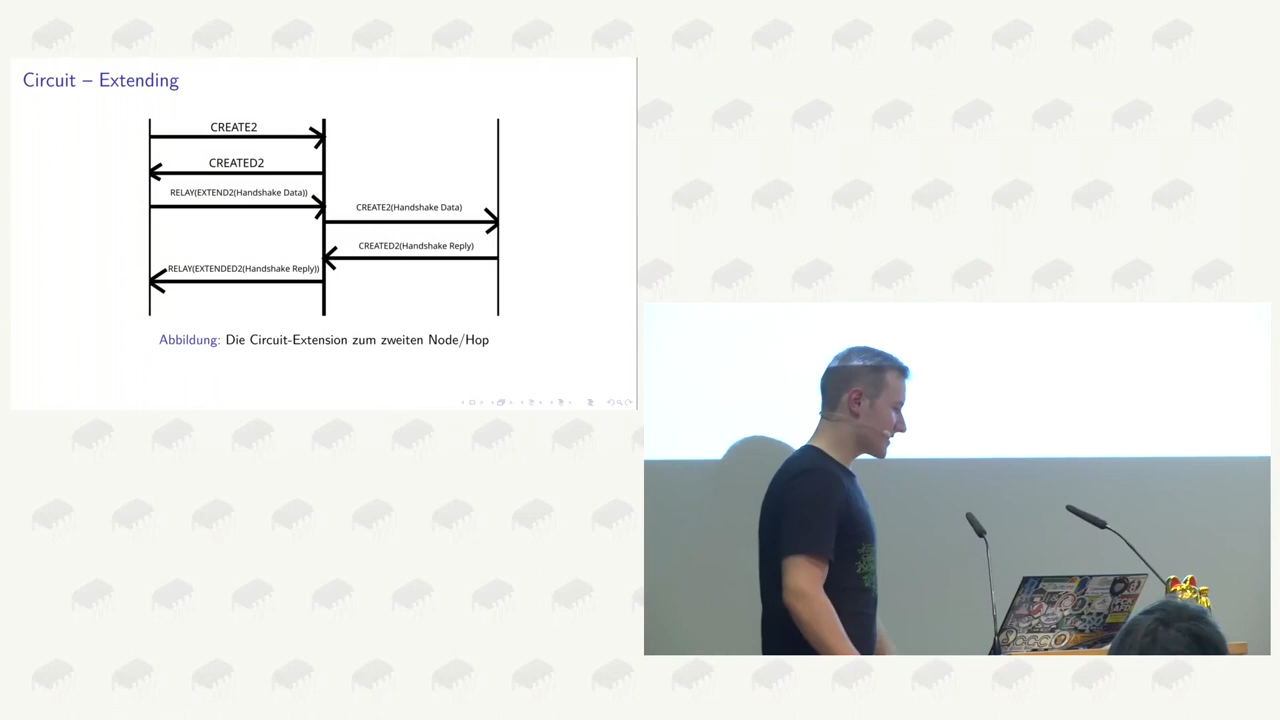 Circuit – Extending
CREATE2
CREATED2
RELAY(EXTEND2(Handshake Data))
CREATE2(Handshake Data)
CREATED2(Handshake Reply)
RELAY(EXTENDED2(Handshake Reply))
Abbildung: Die Circuit-Extension zum zweiten Node/Hop